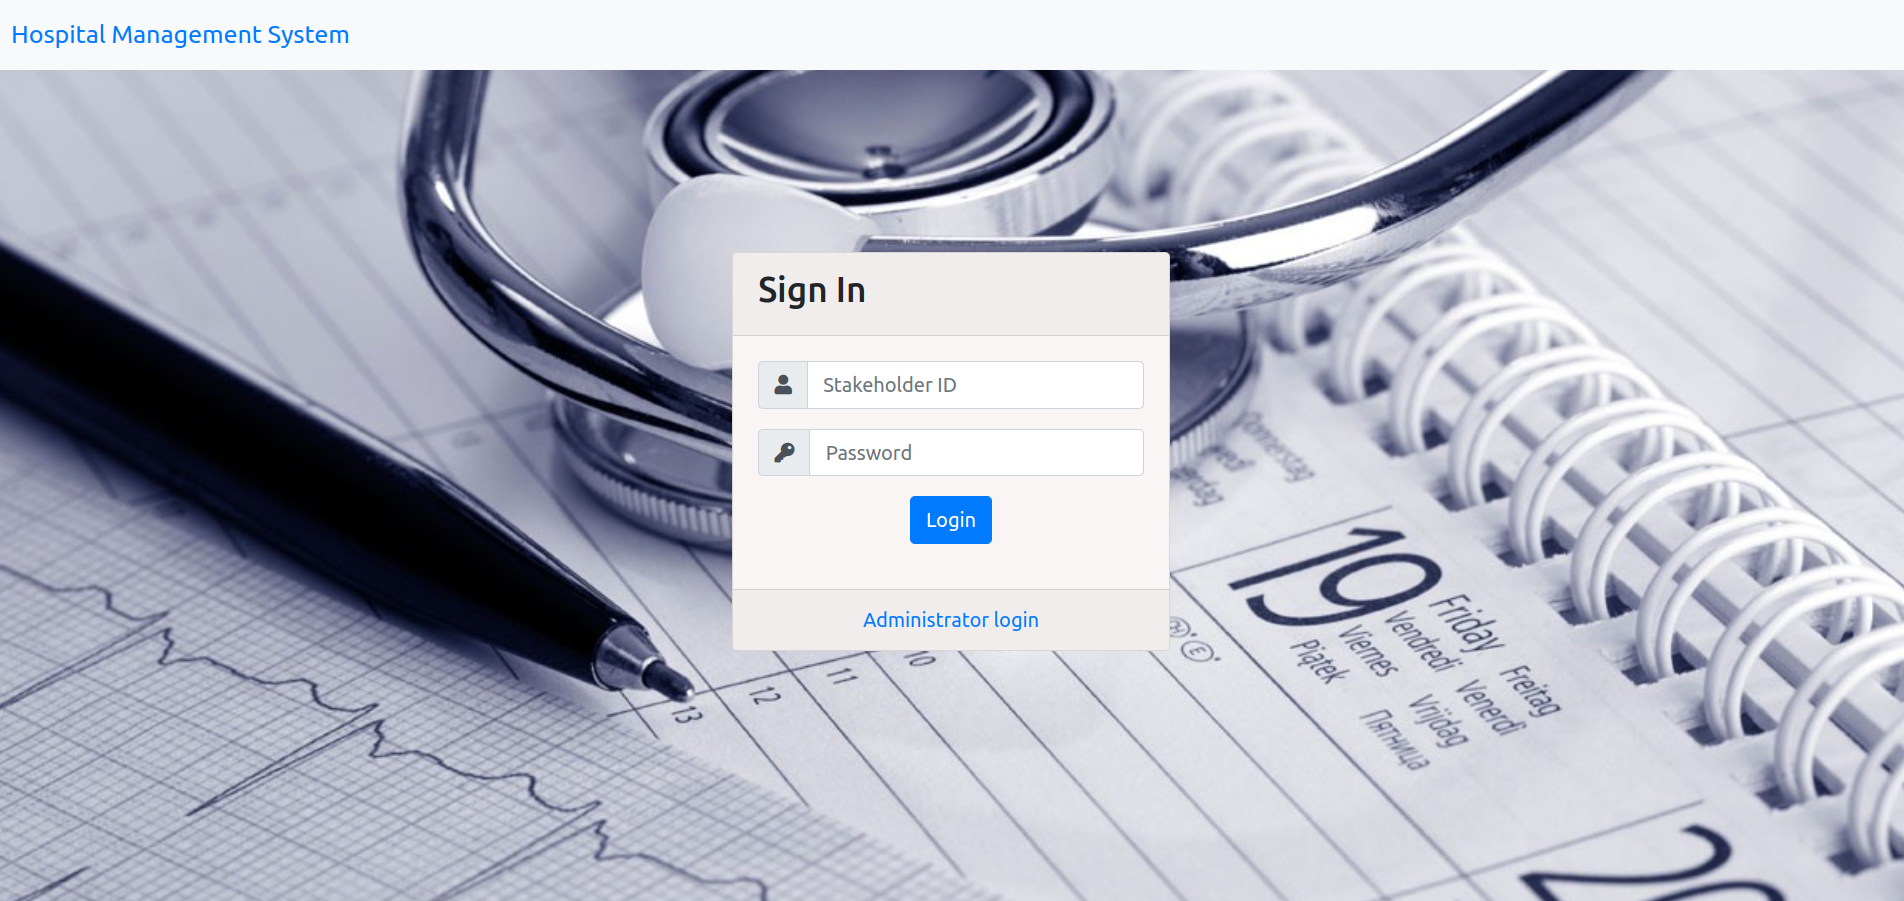 Hospital Management System
Sign In
Stakeholder ID
Password
Login
Administrator login
19
Friday
Vendredi
Freitag
Viernes
Venerdì
Piątek
Vrijdag
Пятница
10
11
12
13
20